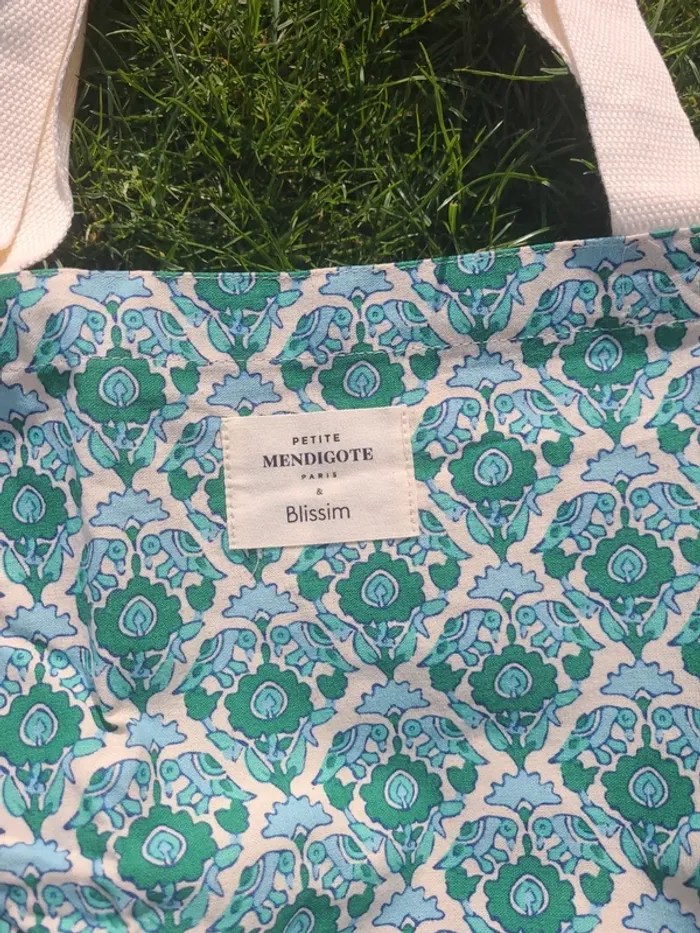 PETITE
MENDIGOTE
PARIS
&
Blissim